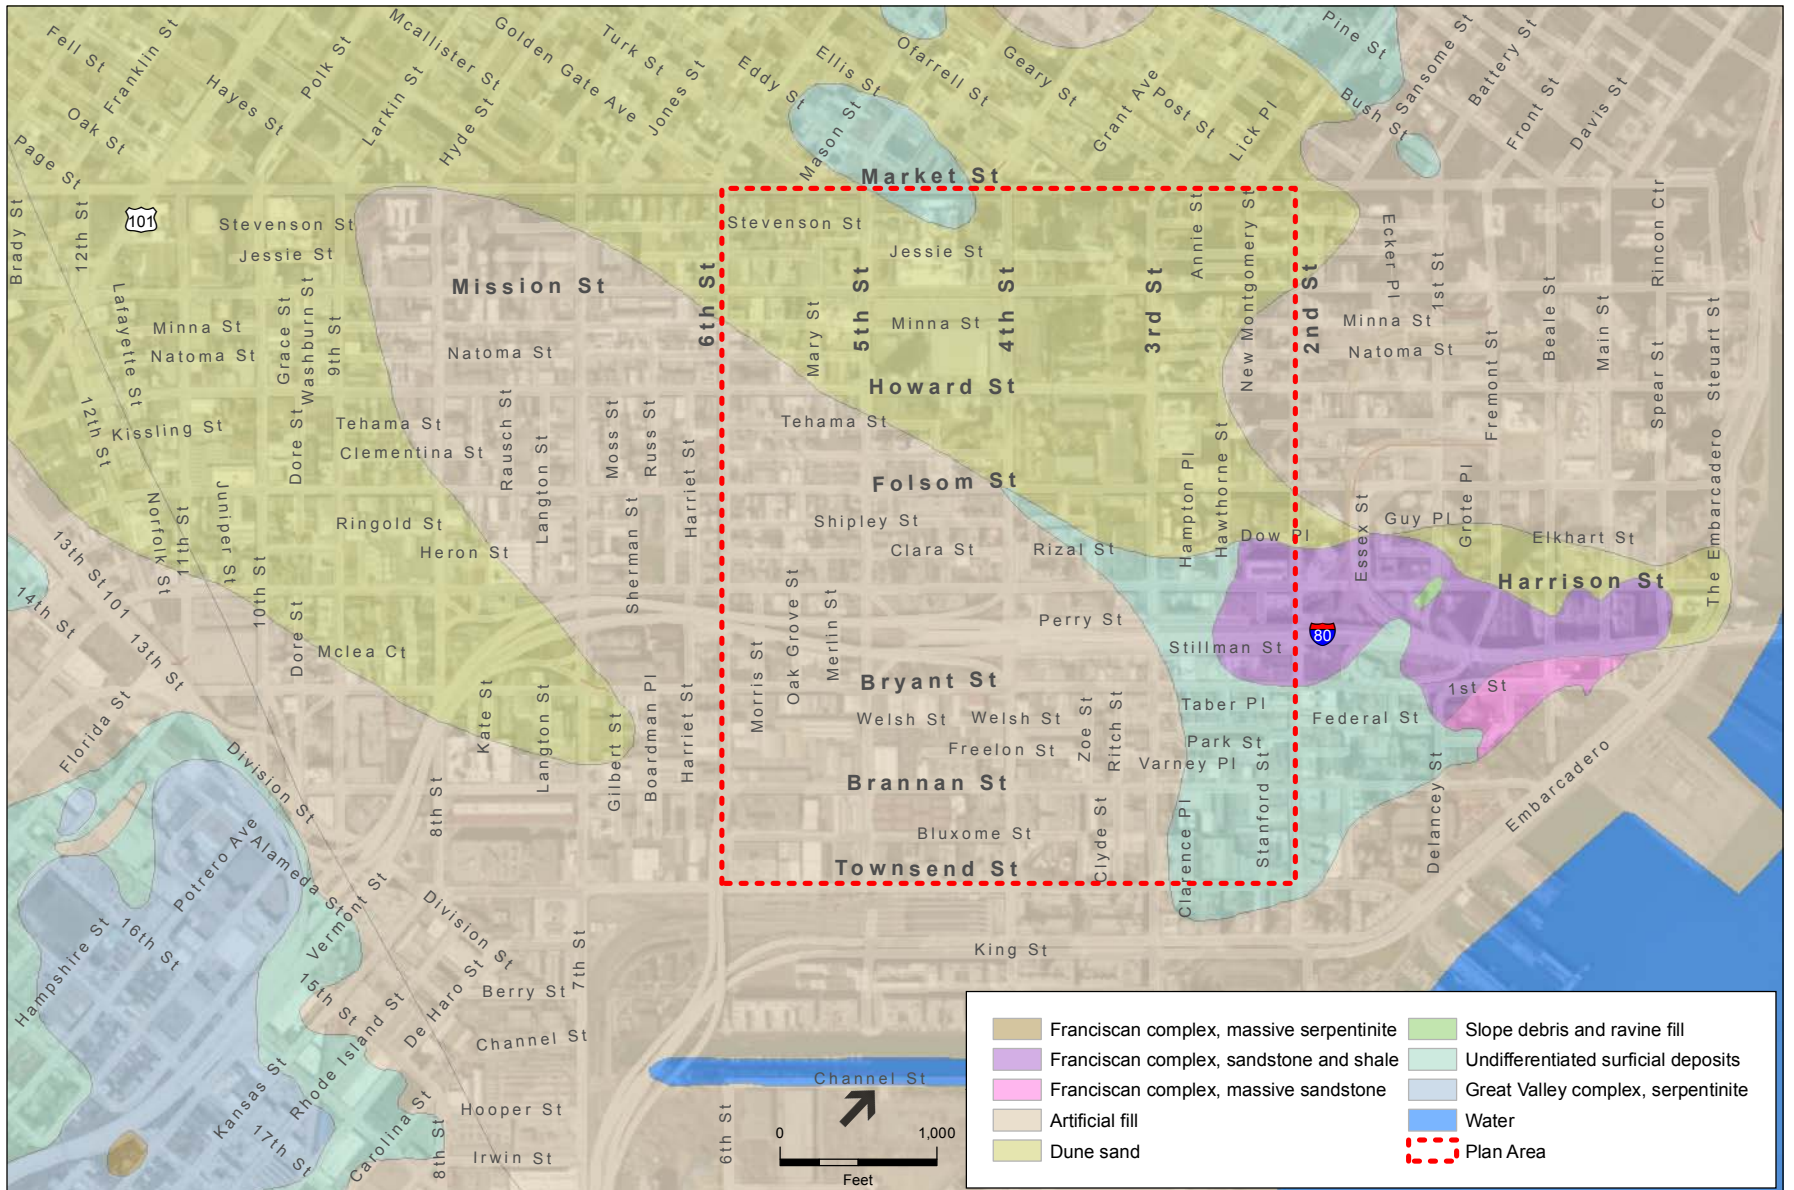 Fell St
Franklin St
Oak St
Page St
Hayes St
Polk St
Mcallister St
Larkin St
Golden Gate Ave
Hyde St
Turk St
Jones St
Eddy St
Ellis St
Mason St
Ofarrell St
Geary St
Grant Ave
Post St
Lick Pl
Pine St
Bush St
Sansome St
Battery St
Front St
Davis St
Market St
Brady St
12th St
101
Stevenson St
Jessie St
Lafayette St
Minna St
Natoma St
Grace St
Washburn St
9th St
Mission St
Natoma St
6th St
Stevenson St
Jessie St
Mary St
5th St
Minna St
4th St
3rd St
Annie St
New Montgomery St
2nd St
Ecker Pl
1st St
Minna St
Natoma St
Fremont St
Beale St
Main St
Rincon Ctr
Spear St
Steuart St
Howard St
12th St
Kissling St
Dore St
Tehama St
Clementina St
Rausch St
Langton St
Moss St
Russ St
Harriet St
Tehama St
Folsom St
Hampton Pl
Hawthorne St
Norfolk St
11th St
Juniper St
10th St
Ringold St
Heron St
Sherman St
Shipley St
Clara St
Rizal St
Dow Pl
Essex St
Guy Pl
Grote Pl
Elkhart St
Harrison St
The Embarcadero
13th St
101
14th St
13th St
Dore St
Mclea Ct
Oak Grove St
Merlin St
Morris St
Perry St
Stillman St
80
Bryant St
Florida St
Division St
Kate St
Langton St
Gilbert St
Boardman Pl
Harriet St
Welsh St
Welsh St
Freelon St
Zoe St
Ritch St
Taber Pl
Park St
Varney Pl
Stanford St
Federal St
1st St
Delancey St
Embarcadero
Brannan St
8th St
Bluxome St
Clyde St
Clarence Pl
Townsend St
Potrero Ave
Alameda St
Vermont St
Division St
Hampshire St
16th St
15th St
De Haro St
Rhode Island St
7th St
Berry St
King St
Channel St
Channel St
Kansas St
17th St
Carolina St
8th St
Hooper St
Irwin St
6th St
0 1,000
Feet
Franciscan complex, massive serpentinite
Franciscan complex, sandstone and shale
Franciscan complex, massive sandstone
Artificial fill
Dune sand
Slope debris and ravine fill
Undifferentiated surficial deposits
Great Valley complex, serpentinite
Water
Plan Area